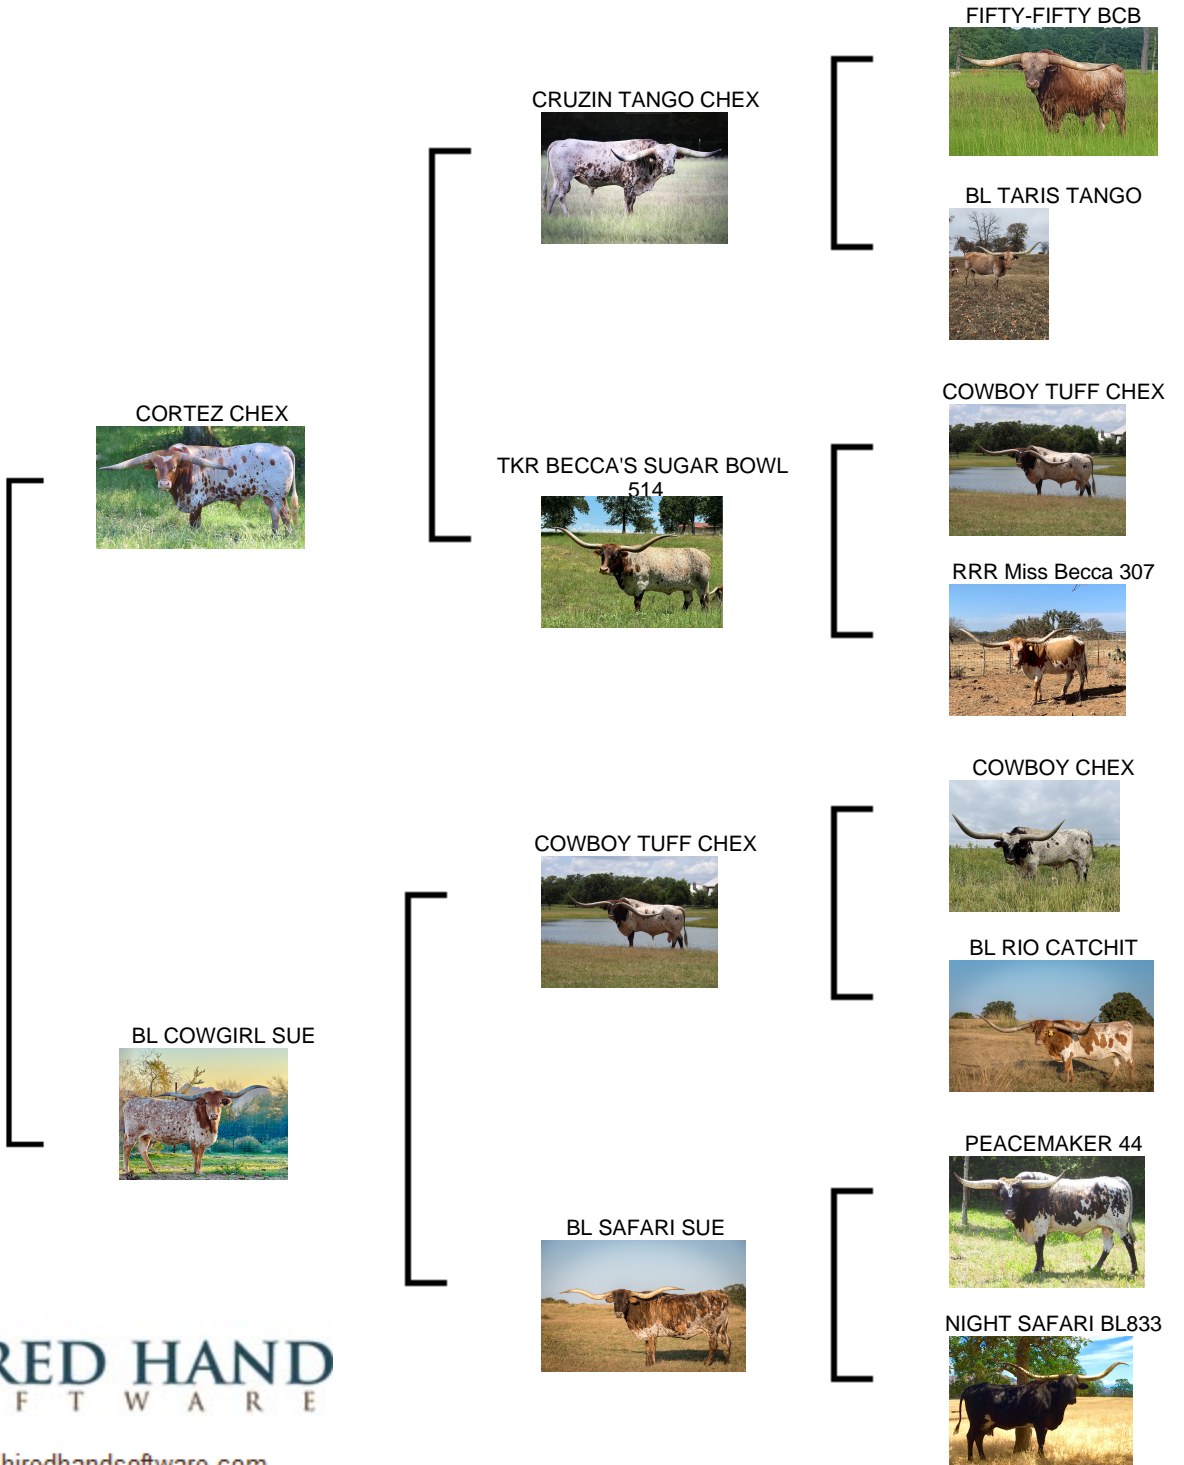 FIFTY-FIFTY BCB
CRUZIN TANGO CHEX
BL TARIS TANGO
COWBOY TUFF CHEX
CORTEZ CHEX
TKR BECCA'S SUGAR BOWL
514
RRR Miss Becca 307
COWBOY CHEX
COWBOY TUFF CHEX
BL RIO CATCHIT
BL COWGIRL SUE
PEACEMAKER 44
BL SAFARI SUE
NIGHT SAFARI BL833
RED HAND
F T W A R E
hiredhandsoftware.com